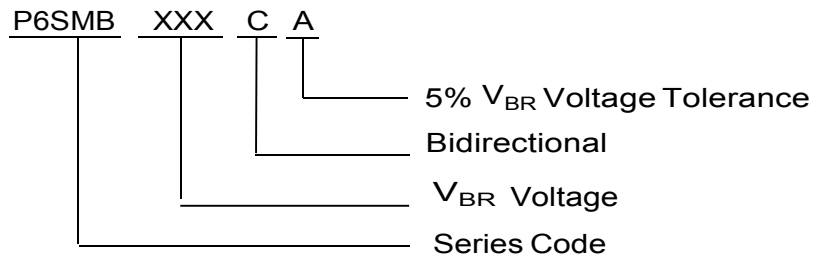 P6SMB XXX C A
5% VBR Voltage Tolerance
Bidirectional
VBR Voltage
Series Code